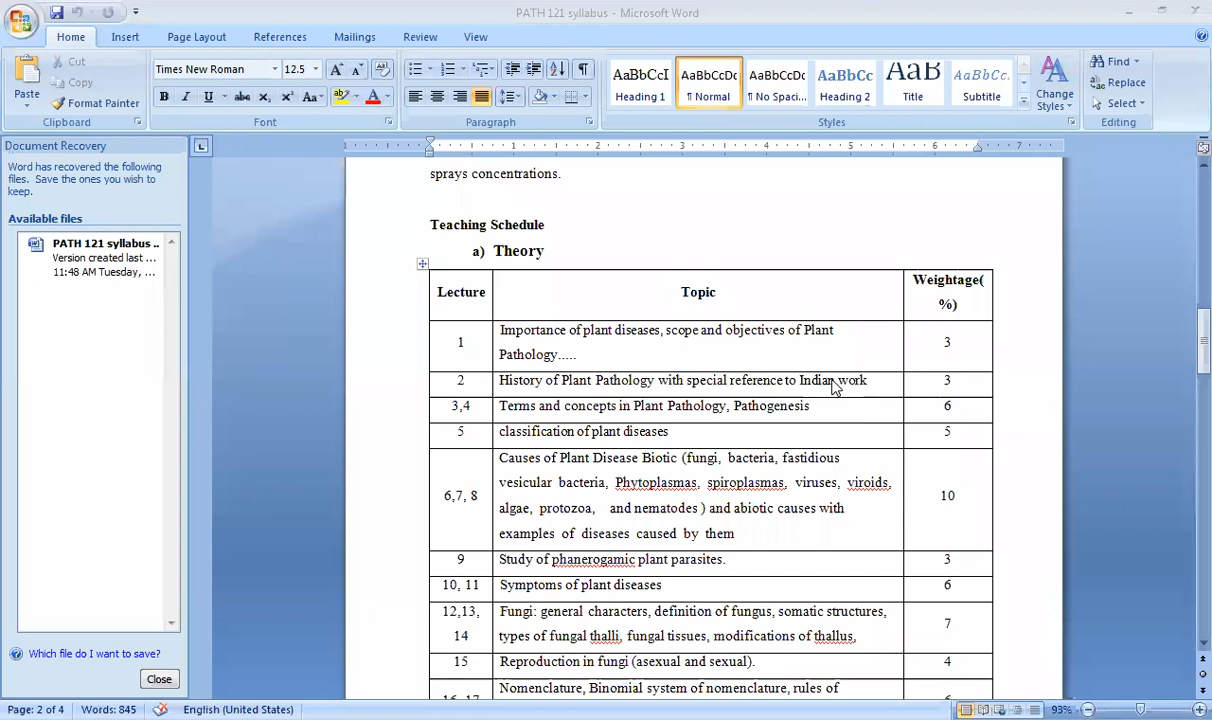 PATH 121 syllabus - Microsoft Word
Home Insert Page Layout References Mailings Review View
Paste
Cut
Copy
Format Painter
Clipboard
Times New Roman 12.5
B I U abc x₂ x² Aa
Font
Paragraph
AaBbCcI AaBbCcDc AaBbCcDc AaBbCc AaB AaBbCc
Heading 1 ¶ Normal ¶ No Spaci... Heading 2 Title Subtitle
Change Styles
Styles
Find
Replace
Select
Editing
Document Recovery
Word has recovered the following
files. Save the ones you wish to
keep.
Available files
PATH 121 syllabus ..
Version created last ...
11:48 AM Tuesday, ...
Which file do I want to save?
Close
1 2 3 4 5 6 7
sprays concentrations.
Teaching Schedule
a) Theory
Lecture Topic Weightage(
%)
1 Importance of plant diseases, scope and objectives of Plant 3
Pathology.....
2 History of Plant Pathology with special reference to Indian work 3
3,4 Terms and concepts in Plant Pathology, Pathogenesis 6
5 classification of plant diseases 5
Causes of Plant Disease Biotic (fungi, bacteria, fastidious
vesicular bacteria, Phytoplasmas, spiroplasmas, viruses, viroids,
6,7, 8 10
algae, protozoa, and nematodes ) and abiotic causes with
examples of diseases caused by them
9 Study of phanerogamic plant parasites. 3
10, 11 Symptoms of plant diseases 6
12,13, Fungi: general characters, definition of fungus, somatic structures, 7
14 types of fungal thalli, fungal tissues, modifications of thallus,
15 Reproduction in fungi (asexual and sexual). 4
Nomenclature, Binomial system of nomenclature, rules of
Page: 2 of 4 Words: 845 English (United States) 93%